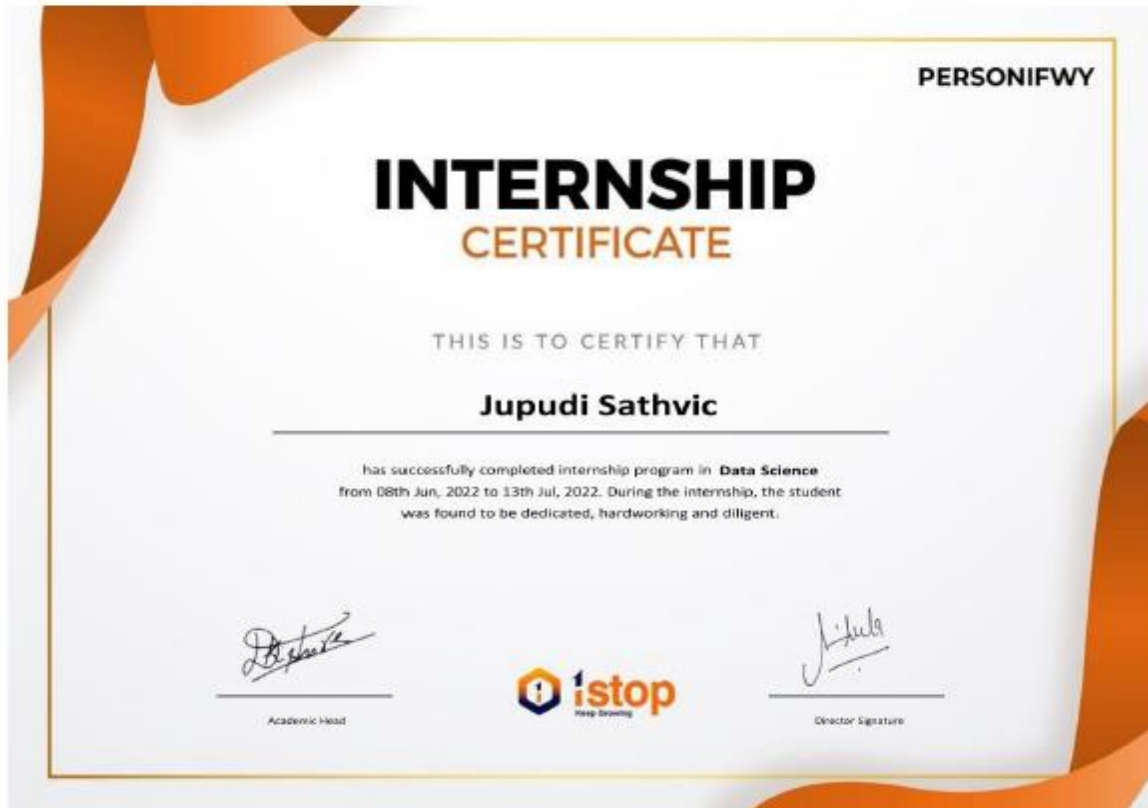 PERSONIFWY
INTERNSHIP
CERTIFICATE
THIS IS TO CERTIFY THAT
Jupudi Sathvic
has successfully completed internship program in Data Science
from 08th Jun, 2022 to 13th Jul, 2022. During the internship, the student
was found to be dedicated, hardworking and diligent.
1stop
Keep Growing
Academic Head
Director Signature